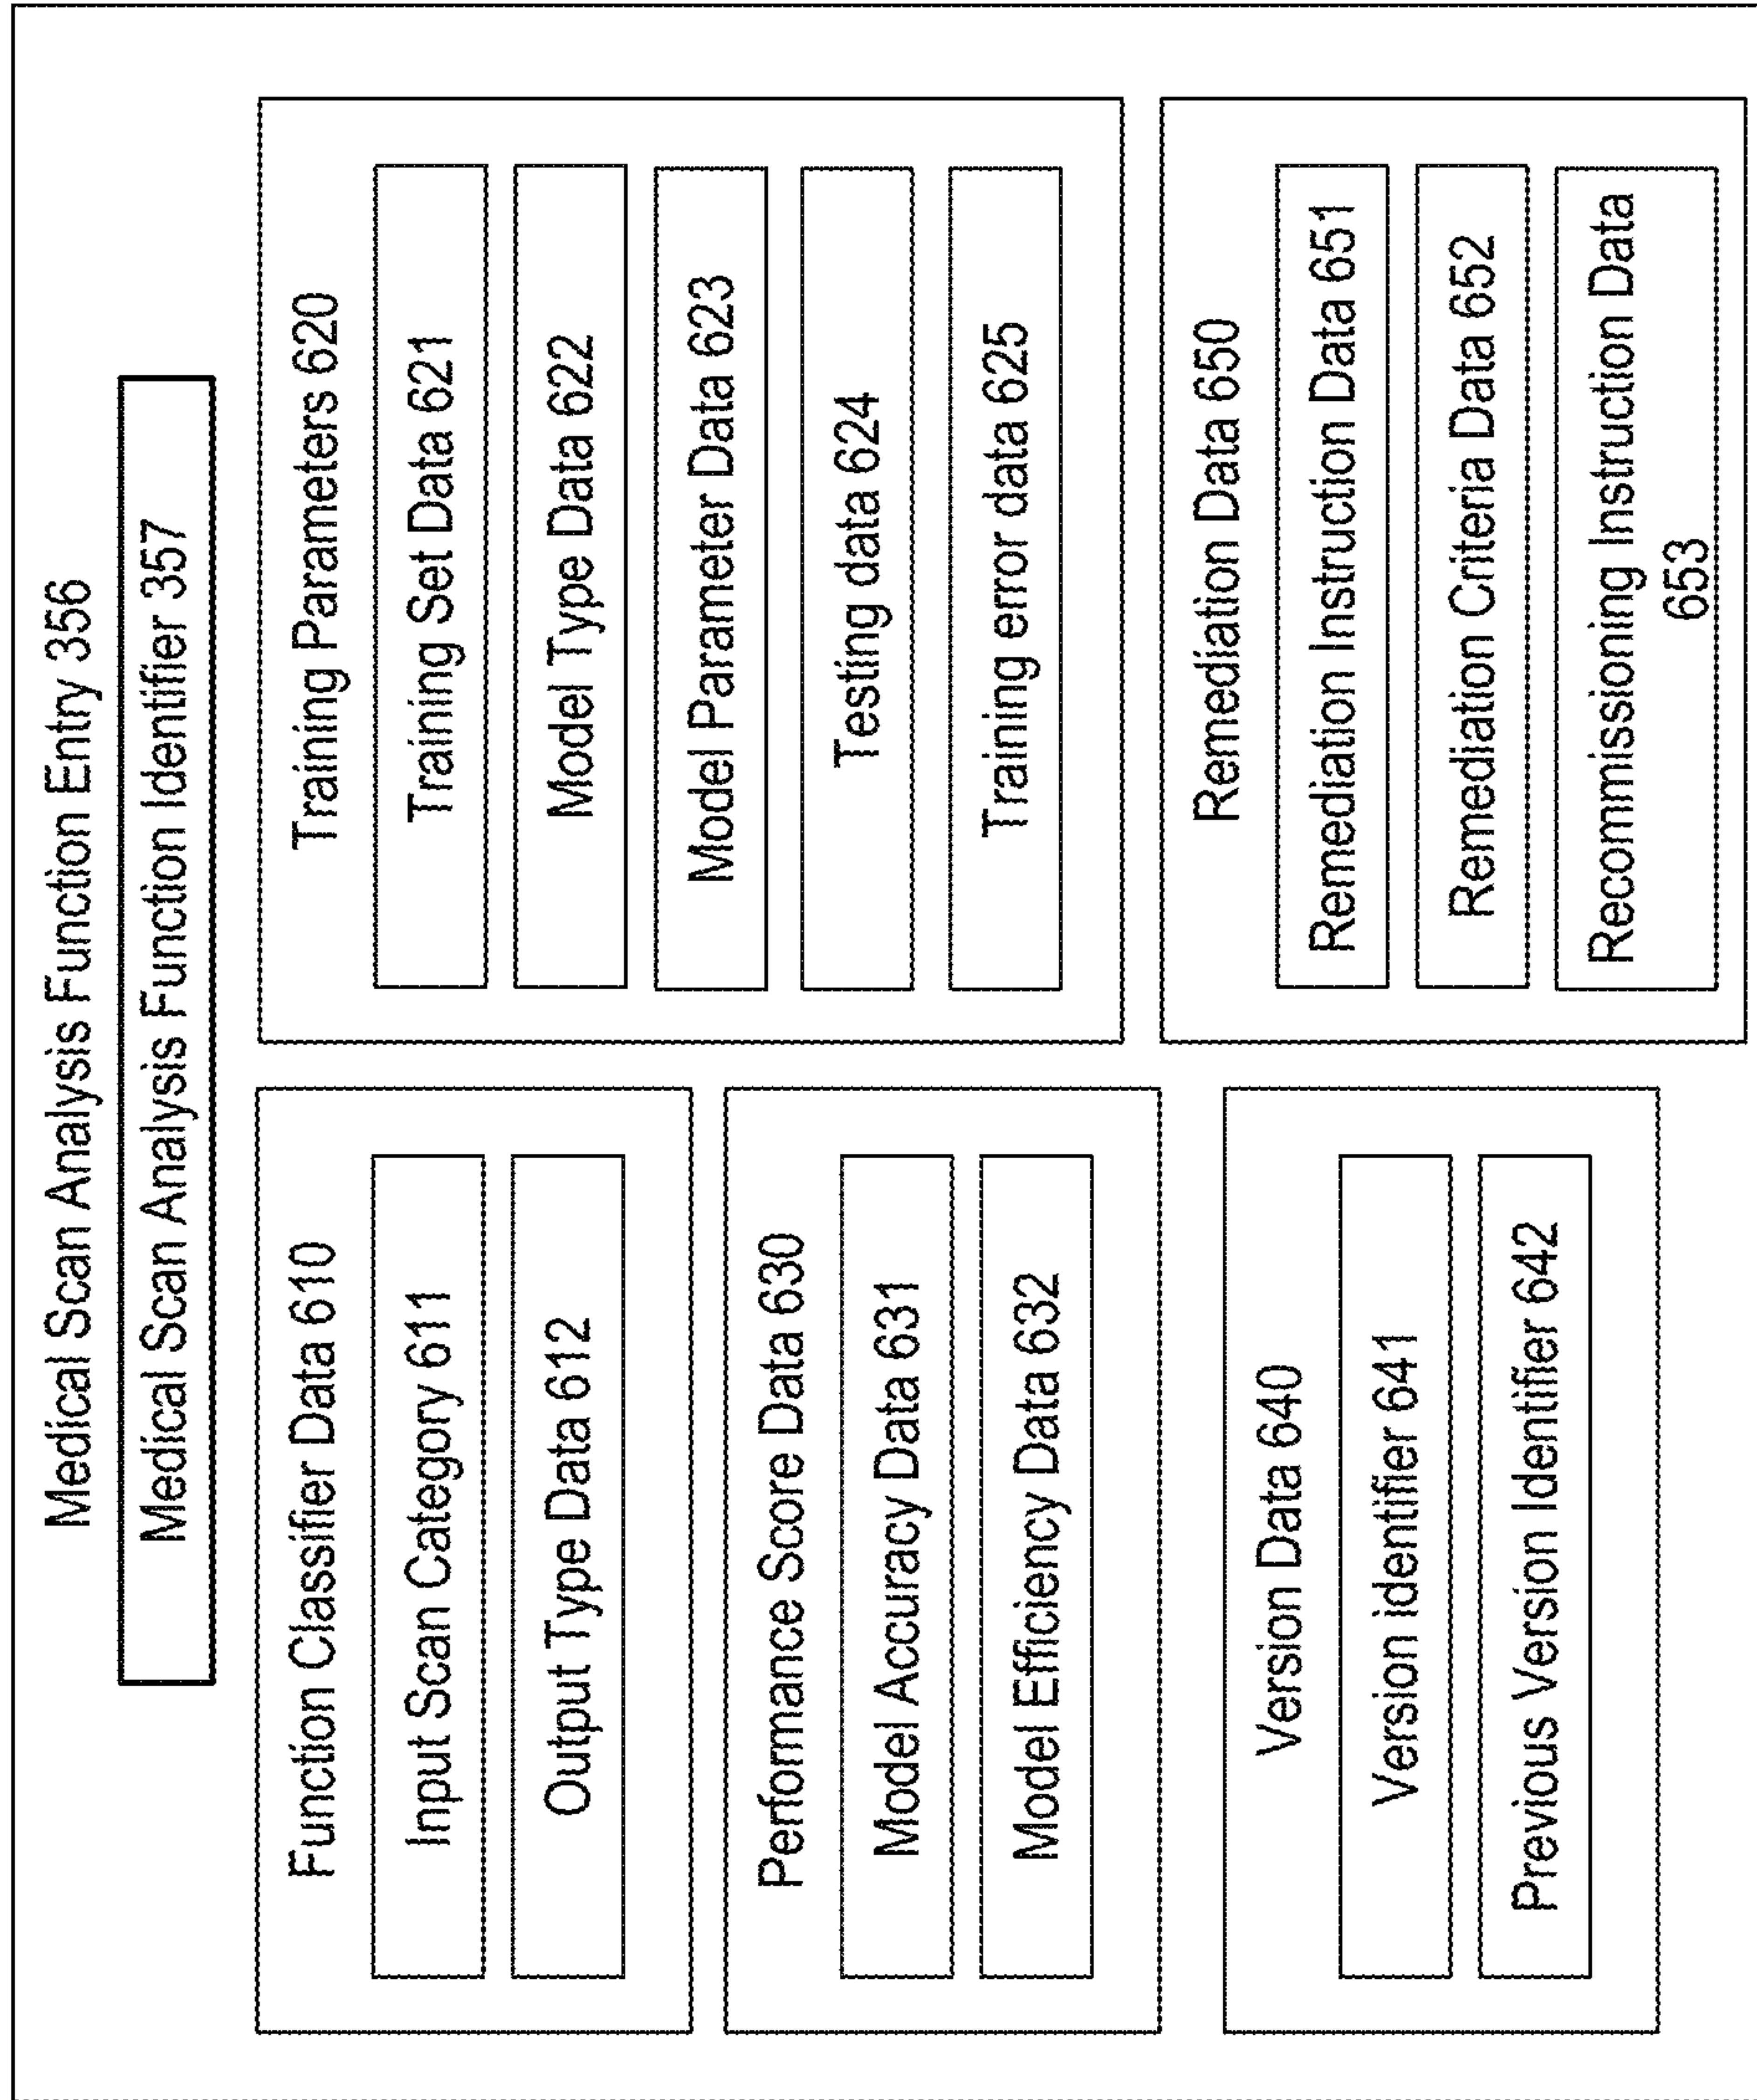 Medical Scan Analysis Function Entry 356
Medical Scan Analysis Function Identifier 357
Function Classifier Data 610
Input Scan Category 611
Output Type Data 612
Performance Score Data 630
Model Accuracy Data 631
Model Efficiency Data 632
Version Data 640
Version identifier 641
Previous Version Identifier 642
Training Parameters 620
Training Set Data 621
Model Type Data 622
Model Parameter Data 623
Testing data 624
Training error data 625
Remediation Data 650
Remediation Instruction Data 651
Remediation Criteria Data 652
Recommissioning Instruction Data
653